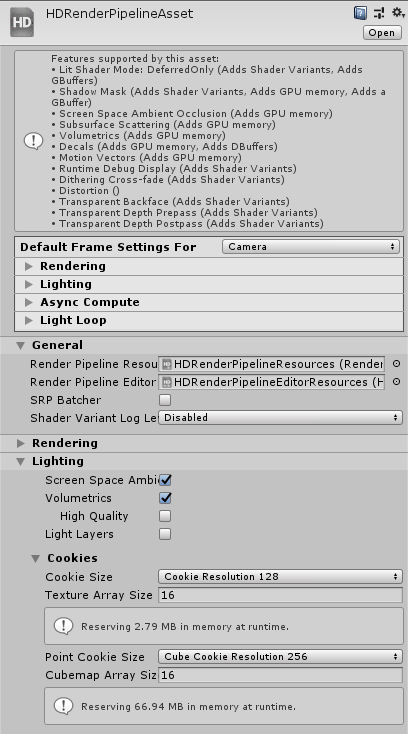 HD
HDRenderPipelineAsset
Open
Features supported by this asset:
• Lit Shader Mode: DeferredOnly (Adds Shader Variants, Adds
GBuffers)
• Shadow Mask (Adds Shader Variants, Adds GPU memory, Adds a
GBuffer)
• Screen Space Ambient Occlusion (Adds GPU memory)
• Subsurface Scattering (Adds GPU memory)
• Volumetrics (Adds GPU memory)
• Decals (Adds GPU memory, Adds DBuffers)
• Motion Vectors (Adds GPU memory)
• Runtime Debug Display (Adds Shader Variants)
• Dithering Cross-fade (Adds Shader Variants)
• Distortion ()
• Transparent Backface (Adds Shader Variants)
• Transparent Depth Prepass (Adds Shader Variants)
• Transparent Depth Postpass (Adds Shader Variants)
Default Frame Settings For Camera
Rendering
Lighting
Async Compute
Light Loop
General
Render Pipeline Resou HDRenderPipelineResources (Render
Render Pipeline Editor HDRenderPipelineEditorResources (H
SRP Batcher
Shader Variant Log Le Disabled
Rendering
Lighting
Screen Space Ambi
Volumetrics
High Quality
Light Layers
Cookies
Cookie Size Cookie Resolution 128
Texture Array Size 16
Reserving 2.79 MB in memory at runtime.
Point Cookie Size Cube Cookie Resolution 256
Cubemap Array Siz 16
Reserving 66.94 MB in memory at runtime.